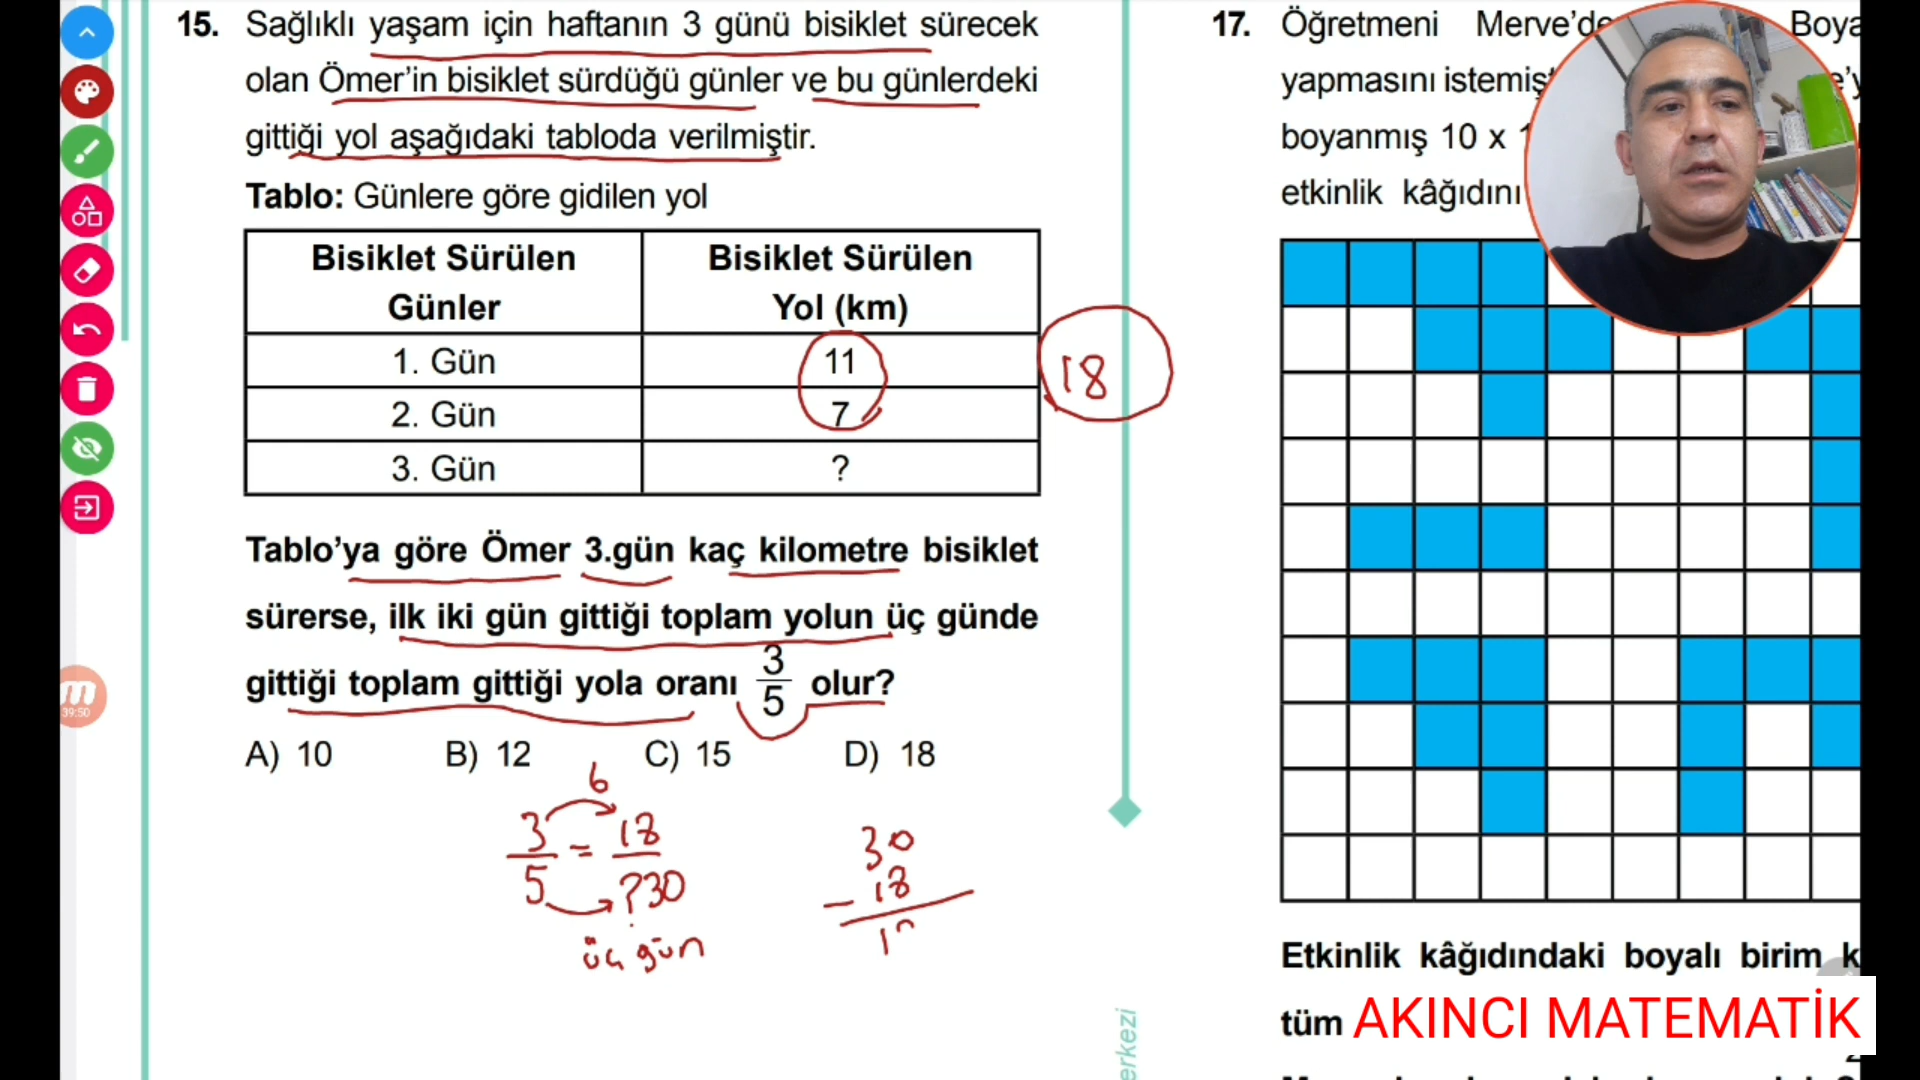 15. Sağlıklı yaşam için haftanın 3 günü bisiklet sürecek
olan Ömer'in bisiklet sürdüğü günler ve bu günlerdeki
gittiği yol aşağıdaki tabloda verilmiştir.
Tablo: Günlere göre gidilen yol
Bisiklet Sürülen Günler
Bisiklet Sürülen Yol (km)
1. Gün 11
2. Gün 7
3. Gün ?
18
Tablo'ya göre Ömer 3.gün kaç kilometre bisiklet
sürerse, ilk iki gün gittiği toplam yolun üç günde
gittiği toplam gittiği yola oranı 3/5 olur?
A) 10 B) 12 C) 15 D) 18
6
3/5 = 18/?30
üç gün
30
- 18
1
17. Öğretmeni Merve'de Boya
yapmasını istemiş
boyanmış 10 x
etkinlik kâğıdını
Etkinlik kâğıdındaki boyalı birim k
tüm
AKINCI MATEMATİK
erkezi
m
39:50